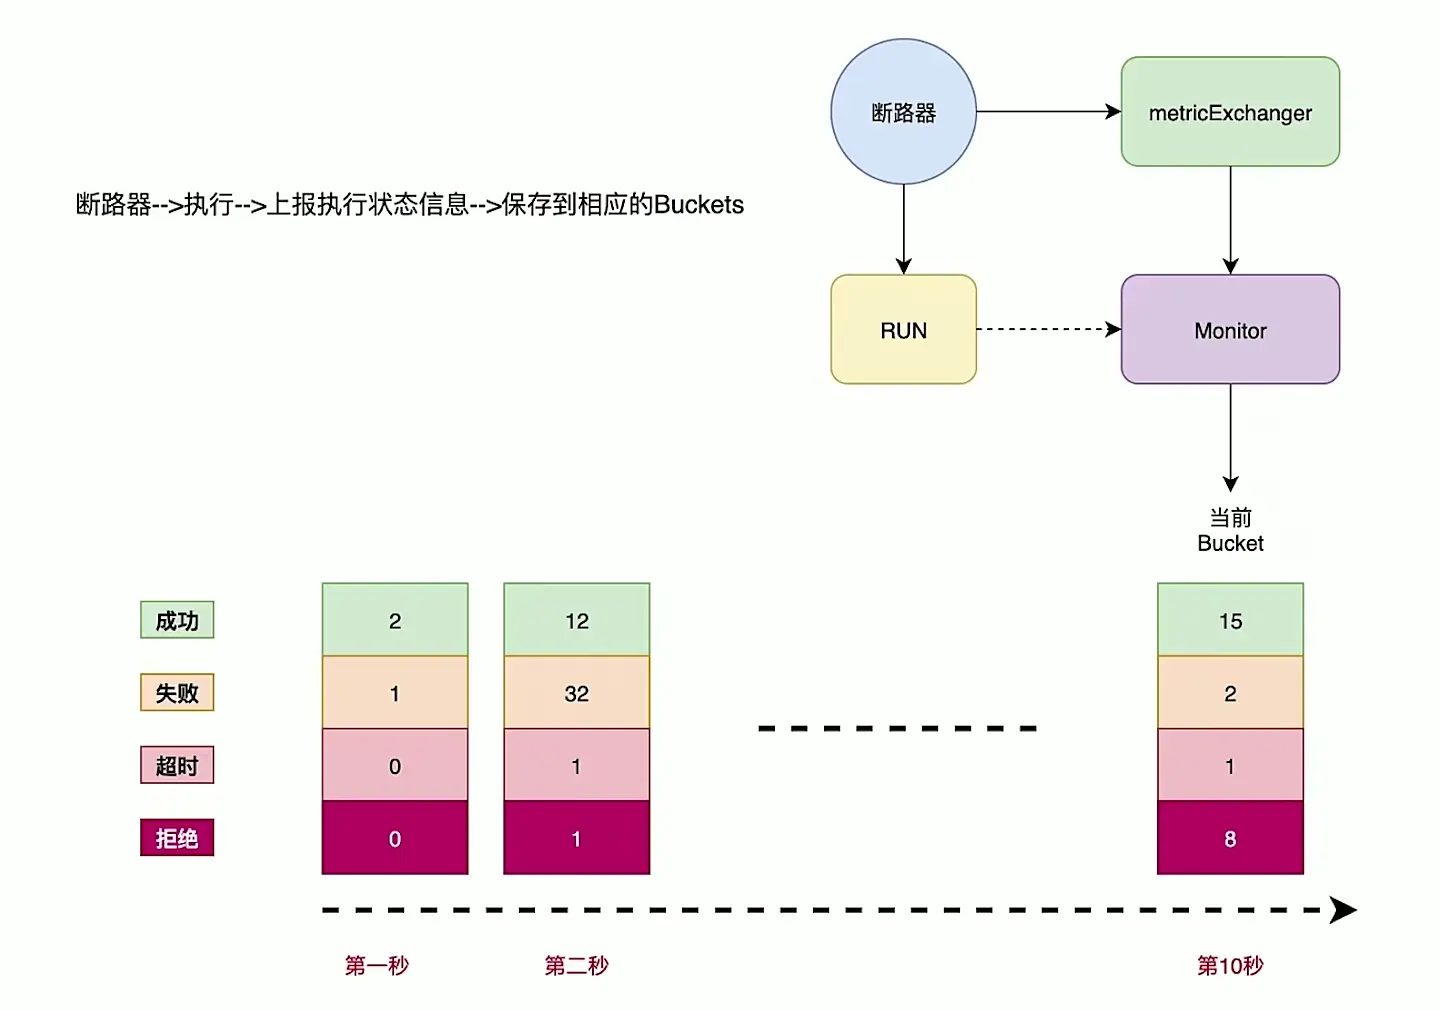 断路器
metricExchanger
断路器-->执行-->上报执行状态信息-->保存到相应的Buckets
RUN
Monitor
当前
Bucket
成功
2
12
15
失败
1
32
2
超时
0
1
1
拒绝
0
1
8
第一秒
第二秒
第10秒